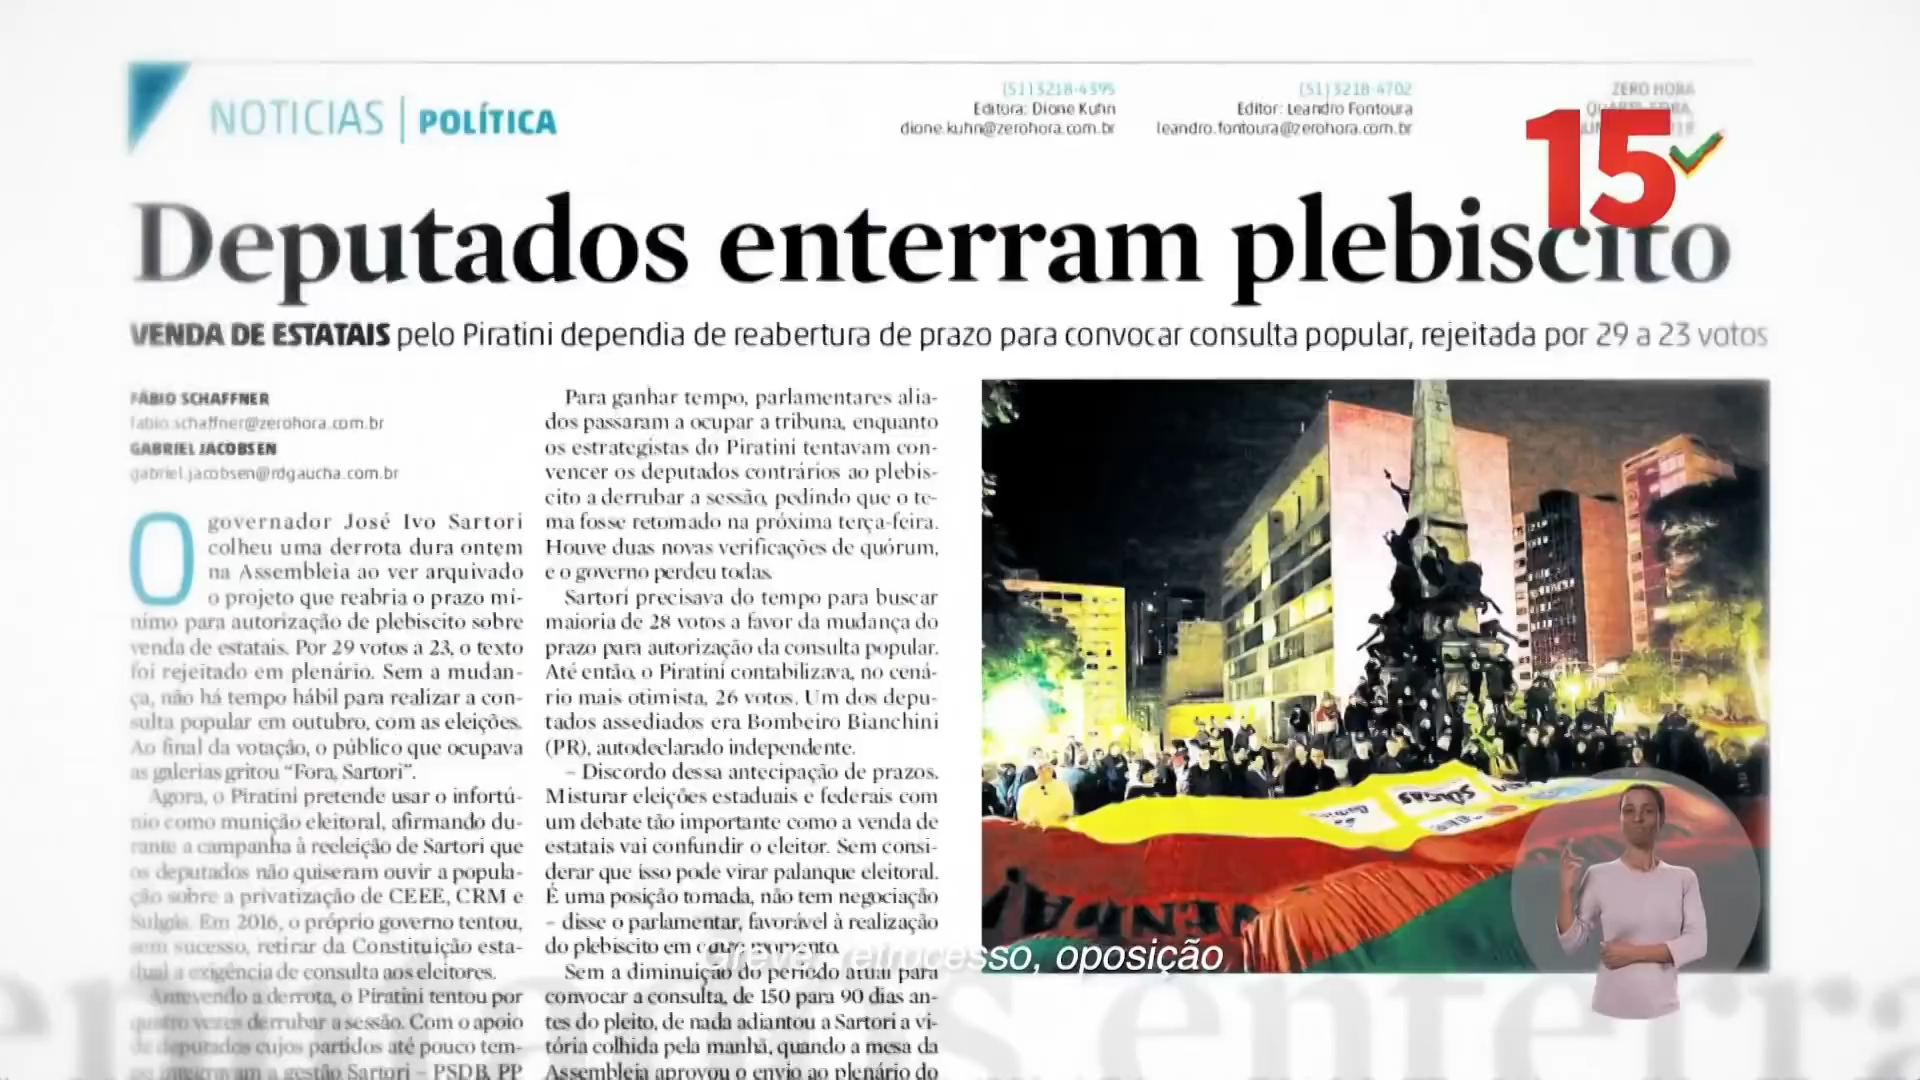 NOTÍCIAS | POLÍTICA
(51) 3218-4395
Editora: Dione Kuhn
dione.kuhn@zerohora.com.br
(51) 3218-4702
Editor: Leandro Fontoura
leandro.fontoura@zerohora.com.br
ZERO HORA
15
Deputados enterram plebiscito
VENDA DE ESTATAIS pelo Piratini dependia de reabertura de prazo para convocar consulta popular, rejeitada por 29 a 23 votos
FÁBIO SCHAFFNER
fabio.schaffner@zerohora.com.br
GABRIEL JACOBSEN
gabriel.jacobsen@rdgaucha.com.br
O governador José Ivo Sartori
colheu uma derrota dura ontem
na Assembleia ao ver arquivado
o projeto que reabria o prazo mí-
nimo para autorização de plebiscito sobre
venda de estatais. Por 29 votos a 23, o texto
foi rejeitado em plenário. Sem a mudan-
ça, não há tempo hábil para realizar a con-
sulta popular em outubro, com as eleições.
Ao final da votação, o público que ocupava
as galerias gritou “Fora, Sartori”.
Agora, o Piratini pretende usar o infortú-
nio como munição eleitoral, afirmando du-
rante a campanha à reeleição de Sartori que
os deputados não quiseram ouvir a popula-
ção sobre a privatização de CEEE, CRM e
Sulgás. Em 2016, o próprio governo tentou,
sem sucesso, retirar da Constituição esta-
dual a exigência de consulta aos eleitores.
Antevendo a derrota, o Piratini tentou por
quatro vezes derrubar a sessão. Com o apoio
de deputados cujos partidos até pouco tem-
po integravam a gestão Sartori – PSDB, PP
Para ganhar tempo, parlamentares alia-
dos passaram a ocupar a tribuna, enquanto
os estrategistas do Piratini tentavam con-
vencer os deputados contrários ao plebis-
cito a derrubar a sessão, pedindo que o te-
ma fosse retomado na próxima terça-feira.
Houve duas novas verificações de quórum,
e o governo perdeu todas.
Sartori precisava do tempo para buscar
maioria de 28 votos a favor da mudança do
prazo para autorização da consulta popular.
Até então, o Piratini contabilizava, no cená-
rio mais otimista, 26 votos. Um dos depu-
tados assediados era Bombeiro Bianchini
(PR), autodeclarado independente.
– Discordo dessa antecipação de prazos.
Misturar eleições estaduais e federais com
um debate tão importante como a venda de
estatais vai confundir o eleitor. Sem consi-
derar que isso pode virar palanque eleitoral.
É uma posição tomada, não tem negociação
– disse o parlamentar, favorável à realização
do plebiscito em outro momento.
Sem a diminuição do período atual para
convocar a consulta, de 150 para 90 dias an-
tes do pleito, de nada adiantou a Sartori a vi-
tória colhida pela manhã, quando a mesa da
Assembleia aprovou o envio ao plenário do
SULGÁS
Greve, retrocesso, oposição